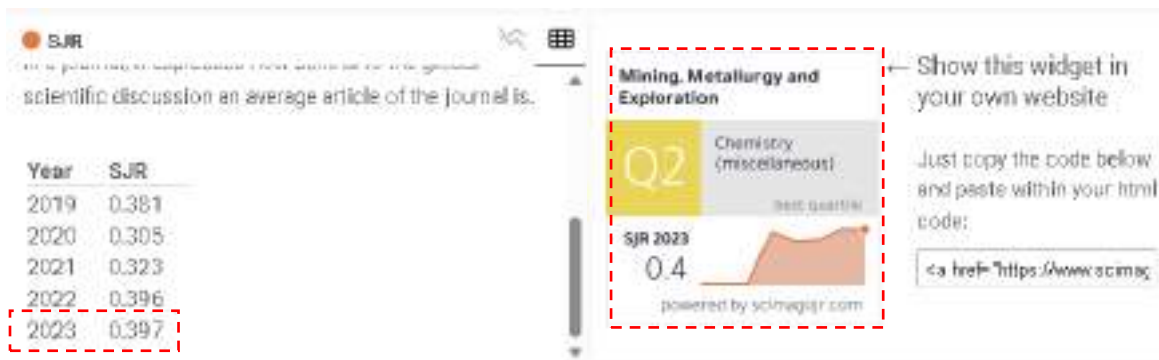 SJR
scientific discussion an average article of the journal is.
Year SJR
2019 0.381
2020 0.305
2021 0.323
2022 0.396
2023 0.397
Mining, Metallurgy and
Exploration
Q2
Chemistry
(miscellaneous)
best quartile
SJR 2023
0.4
powered by scimagojr.com
← Show this widget in
your own website
Just copy the code below
and paste within your html
code:
<a href="https://www.scimag